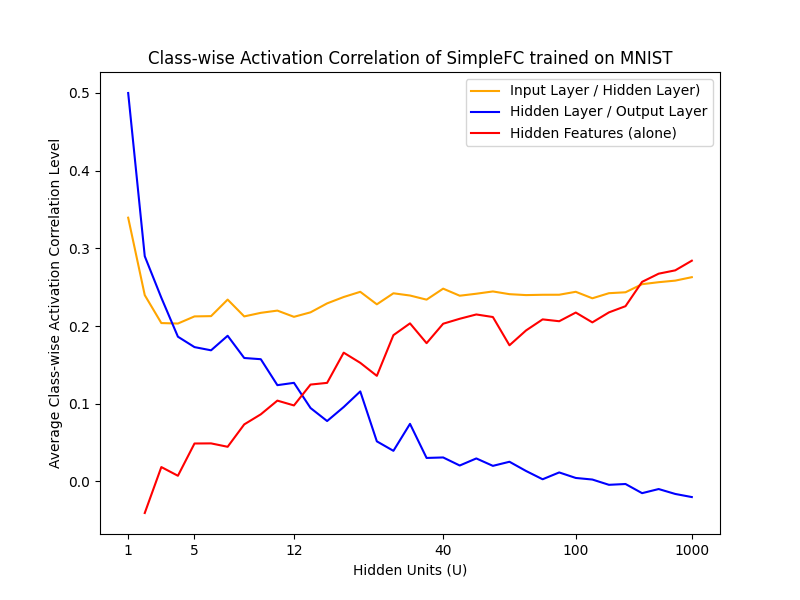 Class-wise Activation Correlation of SimpleFC trained on MNIST
Input Layer / Hidden Layer)
Hidden Layer / Output Layer
Hidden Features (alone)
Average Class-wise Activation Correlation Level
0.5
0.4
0.3
0.2
0.1
0.0
1 5 12 40 100 1000
Hidden Units (U)